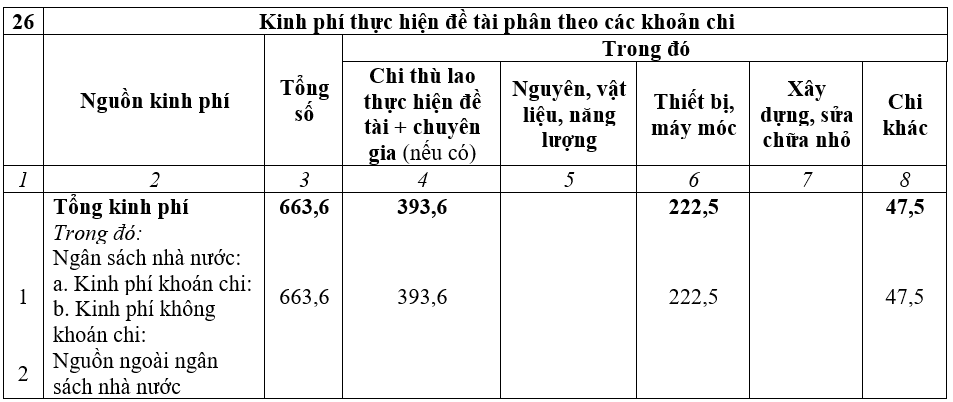 26 Kinh phí thực hiện đề tài phân theo các khoản chi
Nguồn kinh phí
Tổng
số
Trong đó
Chi thù lao
thực hiện đề
tài + chuyên
gia (nếu có)
Nguyên, vật
liệu, năng
lượng
Thiết bị,
máy móc
Xây
dựng, sửa
chữa nhỏ
Chi
khác
1 2 3 4 5 6 7 8
Tổng kinh phí 663,6 393,6 222,5 47,5
Trong đó:
Ngân sách nhà nước:
a. Kinh phí khoán chi:
1 663,6 393,6 222,5 47,5
b. Kinh phí không
khoán chi:
Nguồn ngoài ngân
2 sách nhà nước